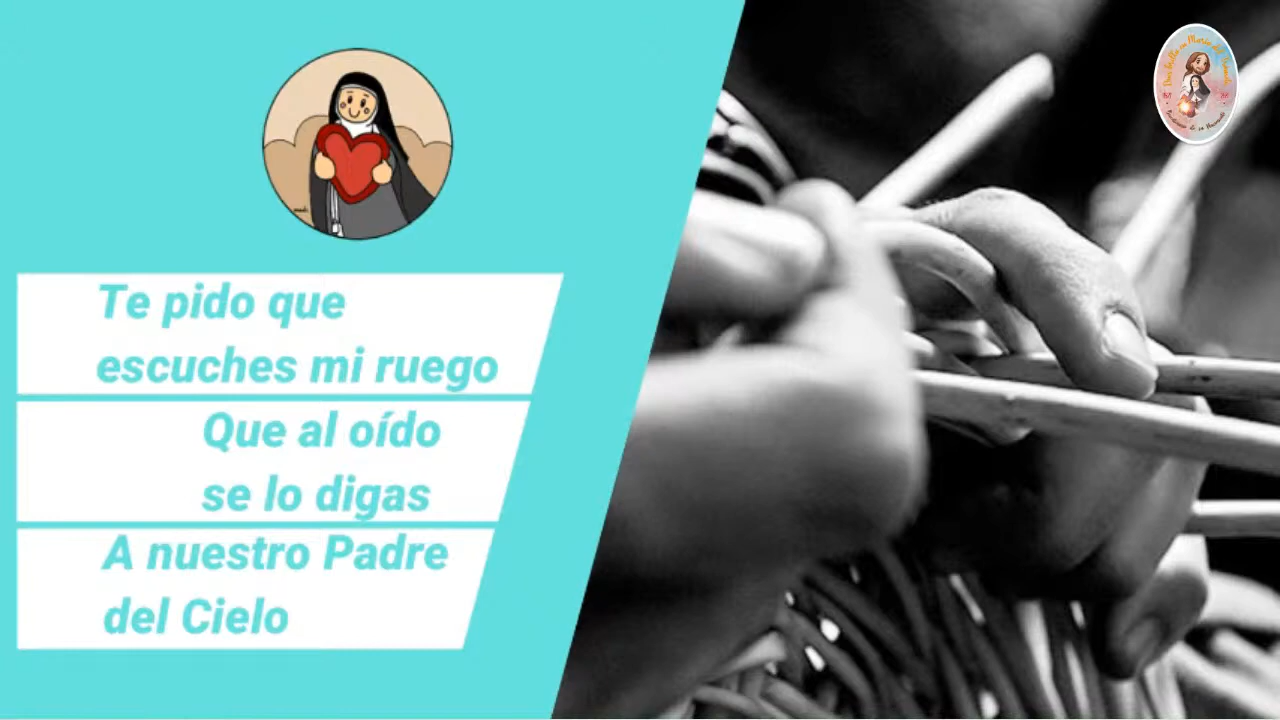 Te pido que
escuches mi ruego
Que al oído
se lo digas
A nuestro Padre
del Cielo